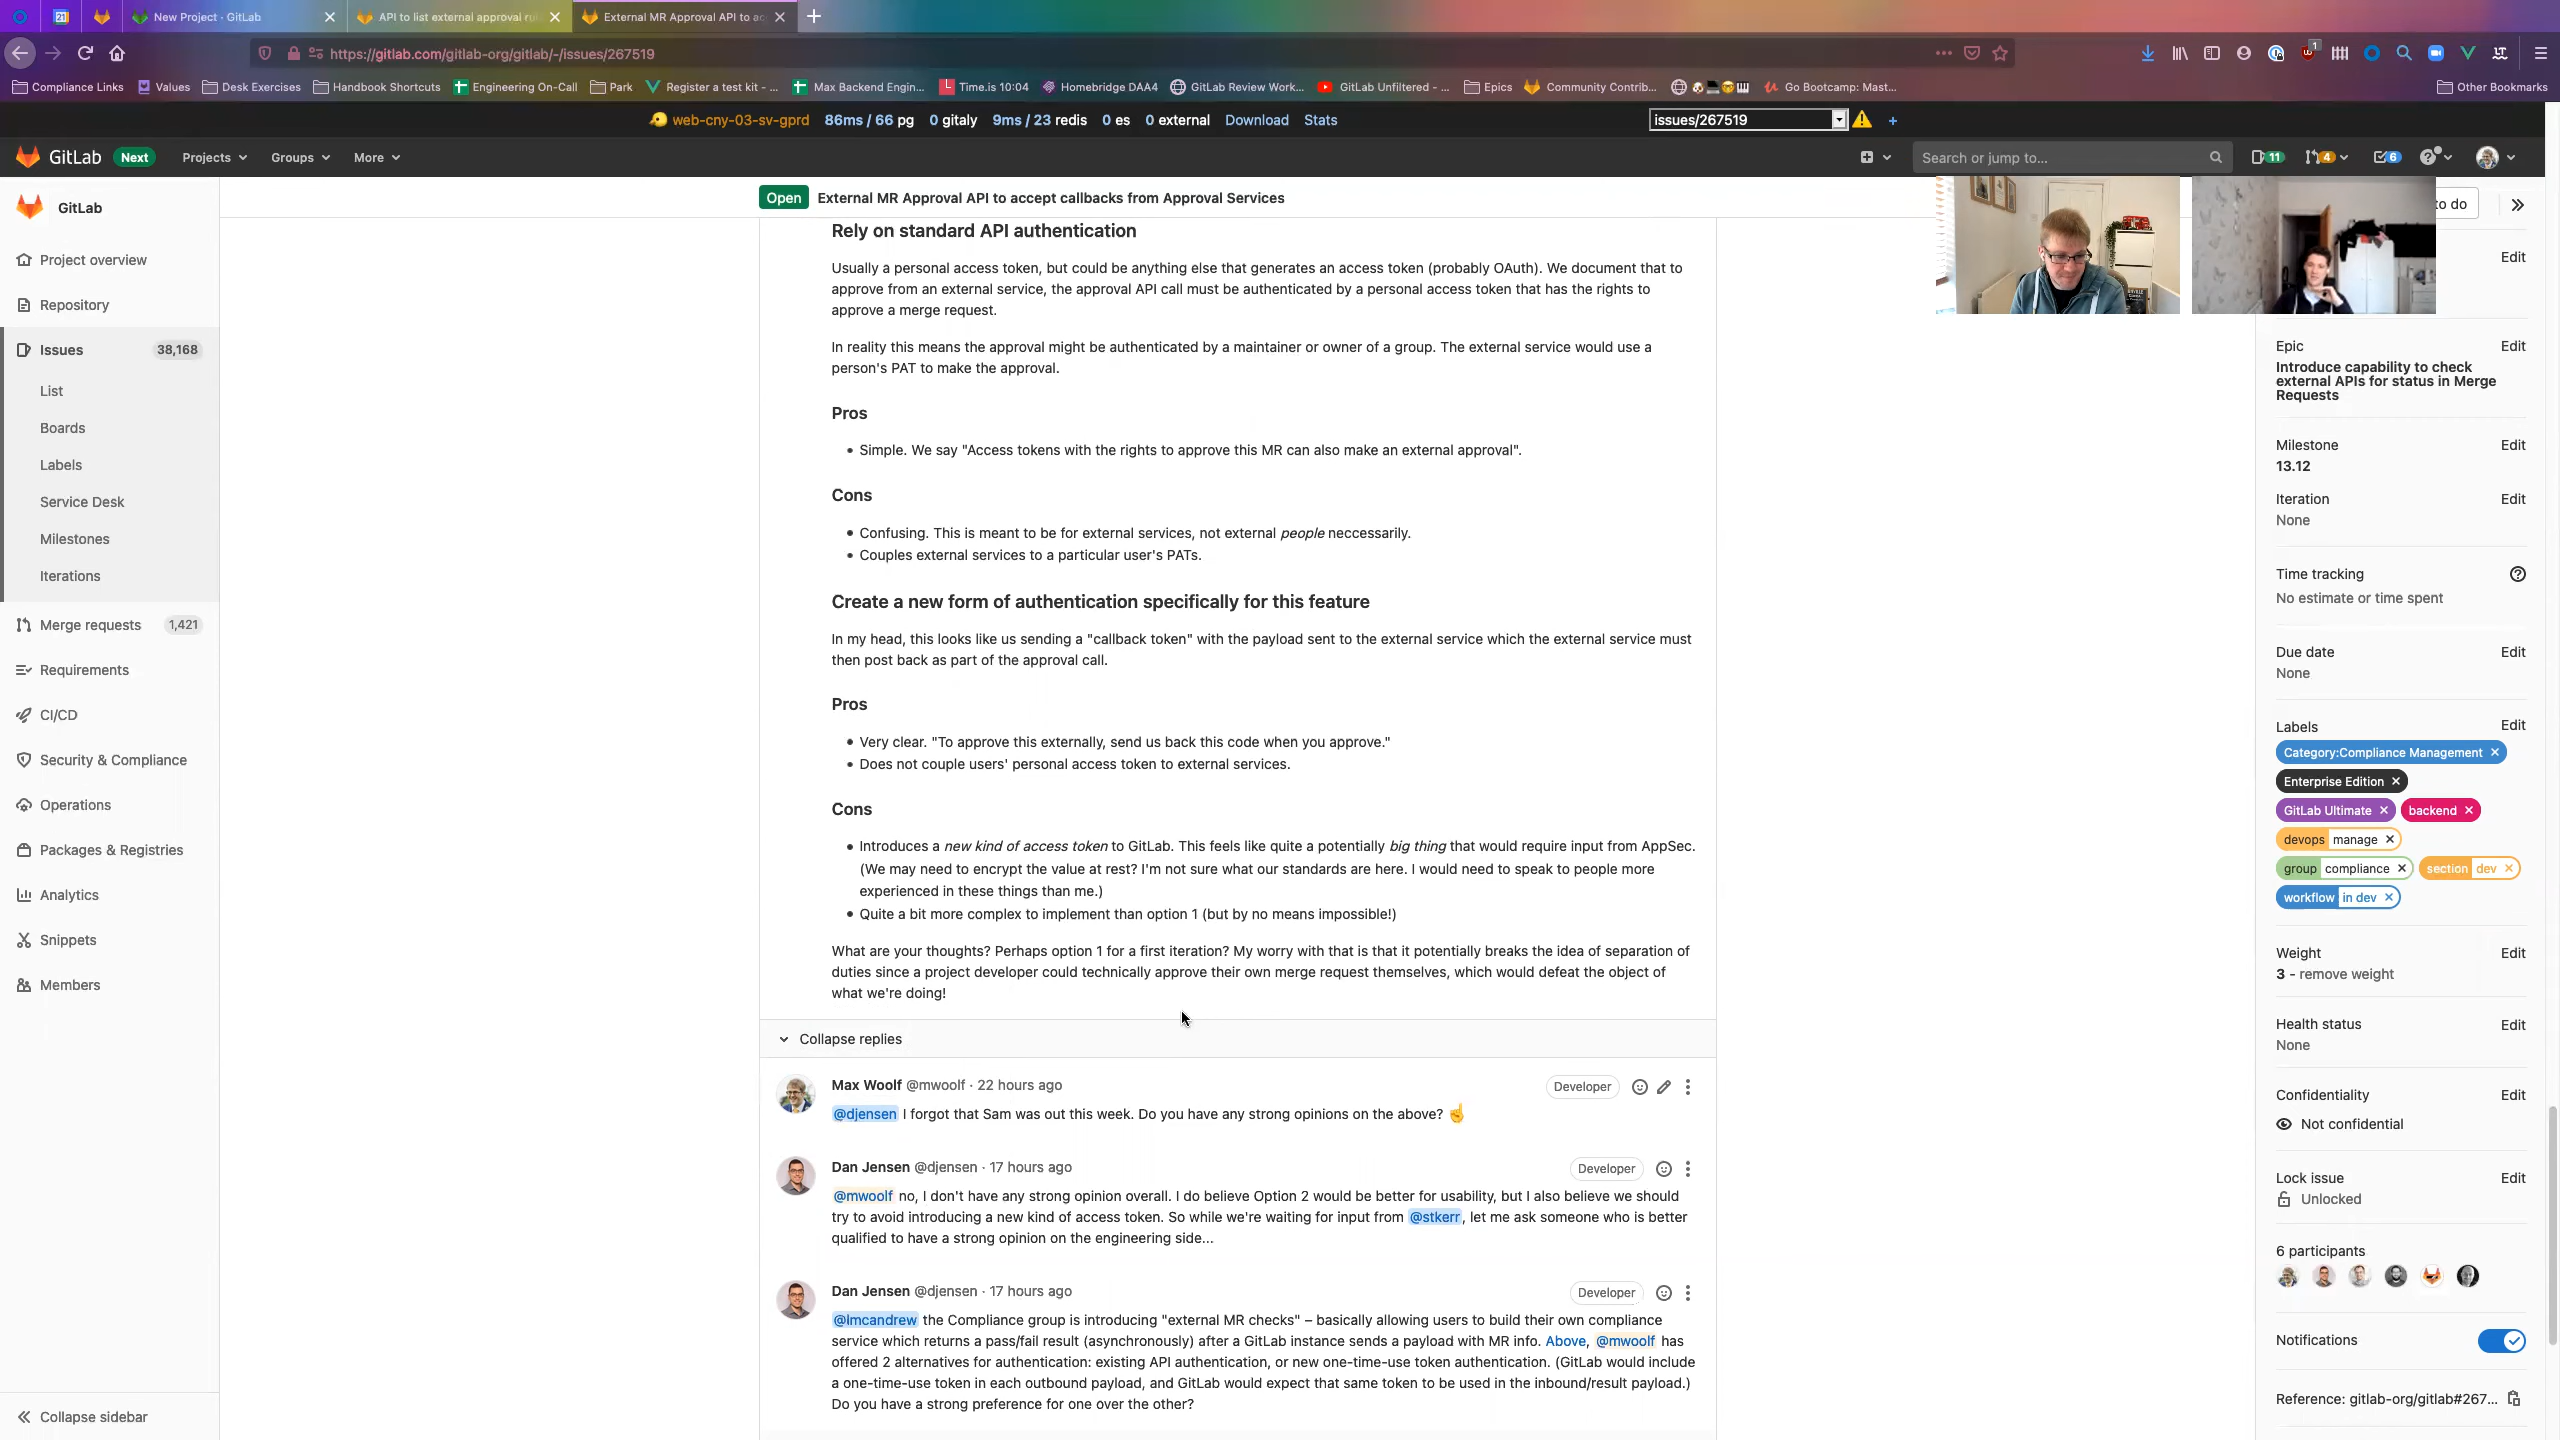 New Project · GitLab
API to list external approval rul
External MR Approval API to ac
https://gitlab.com/gitlab-org/gitlab/-/issues/267519
Compliance Links
Values
Desk Exercises
Handbook Shortcuts
Engineering On-Call
Park
Register a test kit - ...
Max Backend Engin...
Time.is 10:04
Homebridge DAA4
GitLab Review Work...
GitLab Unfiltered - ...
Epics
Community Contrib...
Go Bootcamp: Mast...
Other Bookmarks
web-cny-03-sv-gprd 86ms / 66 pg 0 gitaly 9ms / 23 redis 0 es 0 external Download Stats
issues/267519
+
GitLab Next Projects Groups More
Search or jump to...
11
4
6
GitLab
Project overview
Repository
Issues 38,168
List
Boards
Labels
Service Desk
Milestones
Iterations
Merge requests 1,421
Requirements
CI/CD
Security & Compliance
Operations
Packages & Registries
Analytics
Snippets
Members
Collapse sidebar
Open External MR Approval API to accept callbacks from Approval Services
Rely on standard API authentication
Usually a personal access token, but could be anything else that generates an access token (probably OAuth). We document that to
approve from an external service, the approval API call must be authenticated by a personal access token that has the rights to
approve a merge request.
In reality this means the approval might be authenticated by a maintainer or owner of a group. The external service would use a
person's PAT to make the approval.
Pros
• Simple. We say "Access tokens with the rights to approve this MR can also make an external approval".
Cons
• Confusing. This is meant to be for external services, not external people neccessarily.
• Couples external services to a particular user's PATs.
Create a new form of authentication specifically for this feature
In my head, this looks like us sending a "callback token" with the payload sent to the external service which the external service must
then post back as part of the approval call.
Pros
• Very clear. "To approve this externally, send us back this code when you approve."
• Does not couple users' personal access token to external services.
Cons
• Introduces a new kind of access token to GitLab. This feels like quite a potentially big thing that would require input from AppSec.
(We may need to encrypt the value at rest? I'm not sure what our standards are here. I would need to speak to people more
experienced in these things than me.)
• Quite a bit more complex to implement than option 1 (but by no means impossible!)
What are your thoughts? Perhaps option 1 for a first iteration? My worry with that is that it potentially breaks the idea of separation of
duties since a project developer could technically approve their own merge request themselves, which would defeat the object of
what we're doing!
Collapse replies
Max Woolf @mwoolf · 22 hours ago
Developer
@djensen I forgot that Sam was out this week. Do you have any strong opinions on the above? ☝️
Dan Jensen @djensen · 17 hours ago
Developer
@mwoolf no, I don't have any strong opinion overall. I do believe Option 2 would be better for usability, but I also believe we should
try to avoid introducing a new kind of access token. So while we're waiting for input from @stkerr, let me ask someone who is better
qualified to have a strong opinion on the engineering side...
Dan Jensen @djensen · 17 hours ago
Developer
@lmcandrew the Compliance group is introducing "external MR checks" – basically allowing users to build their own compliance
service which returns a pass/fail result (asynchronously) after a GitLab instance sends a payload with MR info. Above, @mwoolf has
offered 2 alternatives for authentication: existing API authentication, or new one-time-use token authentication. (GitLab would include
a one-time-use token in each outbound payload, and GitLab would expect that same token to be used in the inbound/result payload.)
Do you have a strong preference for one over the other?
to do
Edit
Epic Edit
Introduce capability to check
external APIs for status in Merge
Requests
Milestone Edit
13.12
Iteration Edit
None
Time tracking
No estimate or time spent
Due date Edit
None
Labels Edit
Category:Compliance Management
Enterprise Edition
GitLab Ultimate backend
devops manage
group compliance section dev
workflow in dev
Weight Edit
3 - remove weight
Health status Edit
None
Confidentiality Edit
Not confidential
Lock issue Edit
Unlocked
6 participants
Notifications
Reference: gitlab-org/gitlab#267...